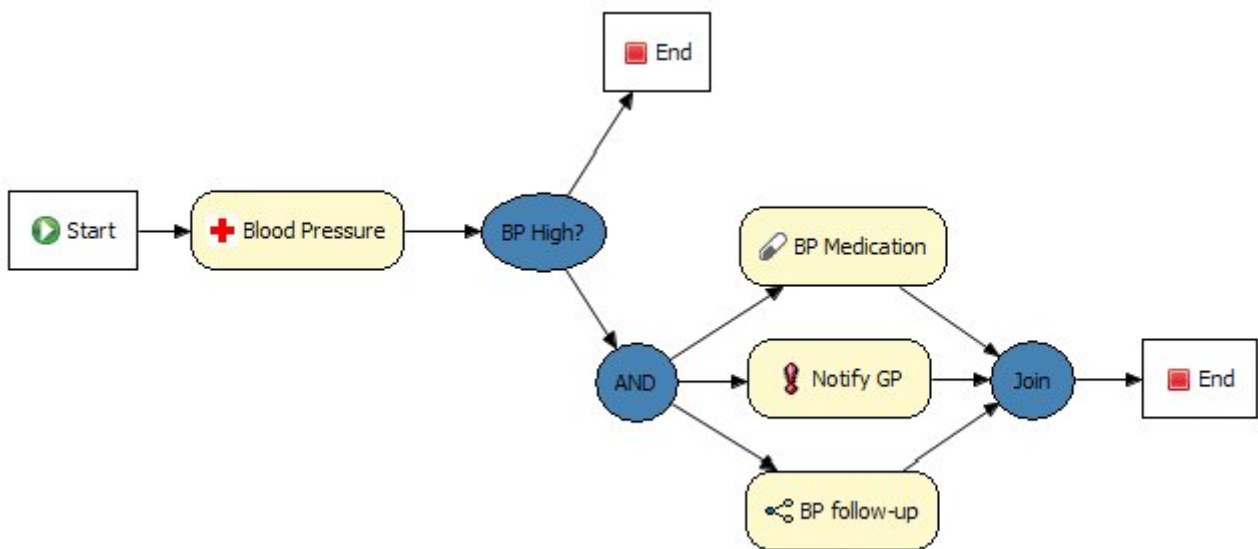 End
Start
Blood Pressure
BP High?
BP Medication
AND
Notify GP
Join
End
BP follow-up